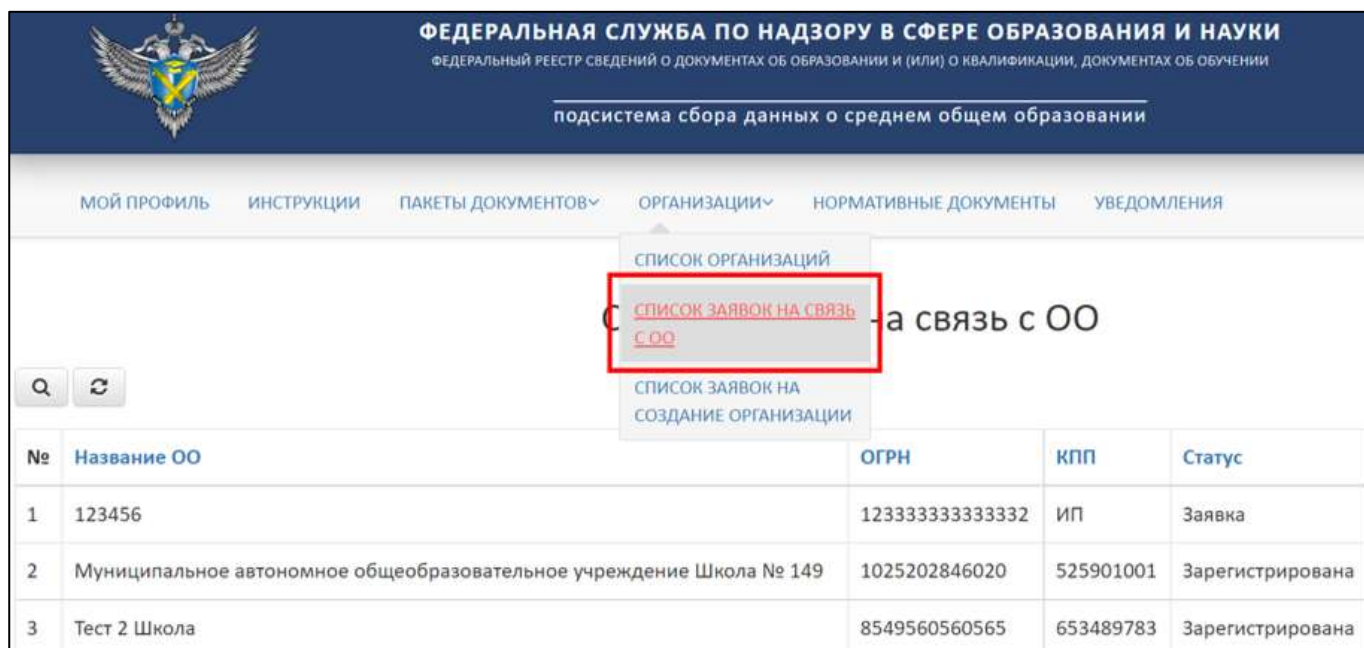 ФЕДЕРАЛЬНАЯ СЛУЖБА ПО НАДЗОРУ В СФЕРЕ ОБРАЗОВАНИЯ И НАУКИ
ФЕДЕРАЛЬНЫЙ РЕЕСТР СВЕДЕНИЙ О ДОКУМЕНТАХ ОБ ОБРАЗОВАНИИ И (ИЛИ) О КВАЛИФИКАЦИИ, ДОКУМЕНТАХ ОБ ОБУЧЕНИИ
подсистема сбора данных о среднем общем образовании
МОЙ ПРОФИЛЬ ИНСТРУКЦИИ ПАКЕТЫ ДОКУМЕНТОВ ОРГАНИЗАЦИИ НОРМАТИВНЫЕ ДОКУМЕНТЫ УВЕДОМЛЕНИЯ
СПИСОК ОРГАНИЗАЦИЙ
СПИСОК ЗАЯВОК НА СВЯЗЬ
С ОО
на связь с ОО
СПИСОК ЗАЯВОК НА
СОЗДАНИЕ ОРГАНИЗАЦИИ
№ Название ОО ОГРН КПП Статус
1 123456 123333333333332 ИП Заявка
2 Муниципальное автономное общеобразовательное учреждение Школа № 149 1025202846020 525901001 Зарегистрирована
3 Тест 2 Школа 8549560560565 653489783 Зарегистрирована